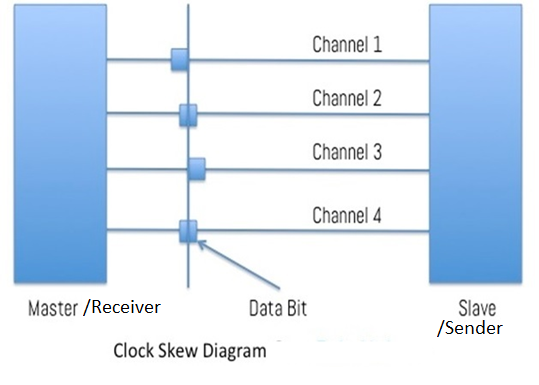 Channel 1
Channel 2
Channel 3
Channel 4
Master /Receiver
Data Bit
Slave
/Sender
Clock Skew Diagram